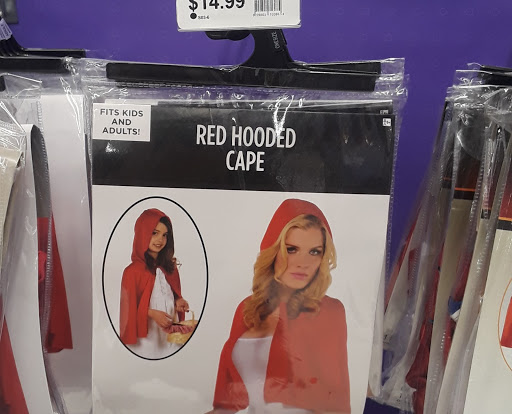 $14.99
FITS KIDS
AND
ADULTS!
RED HOODED
CAPE